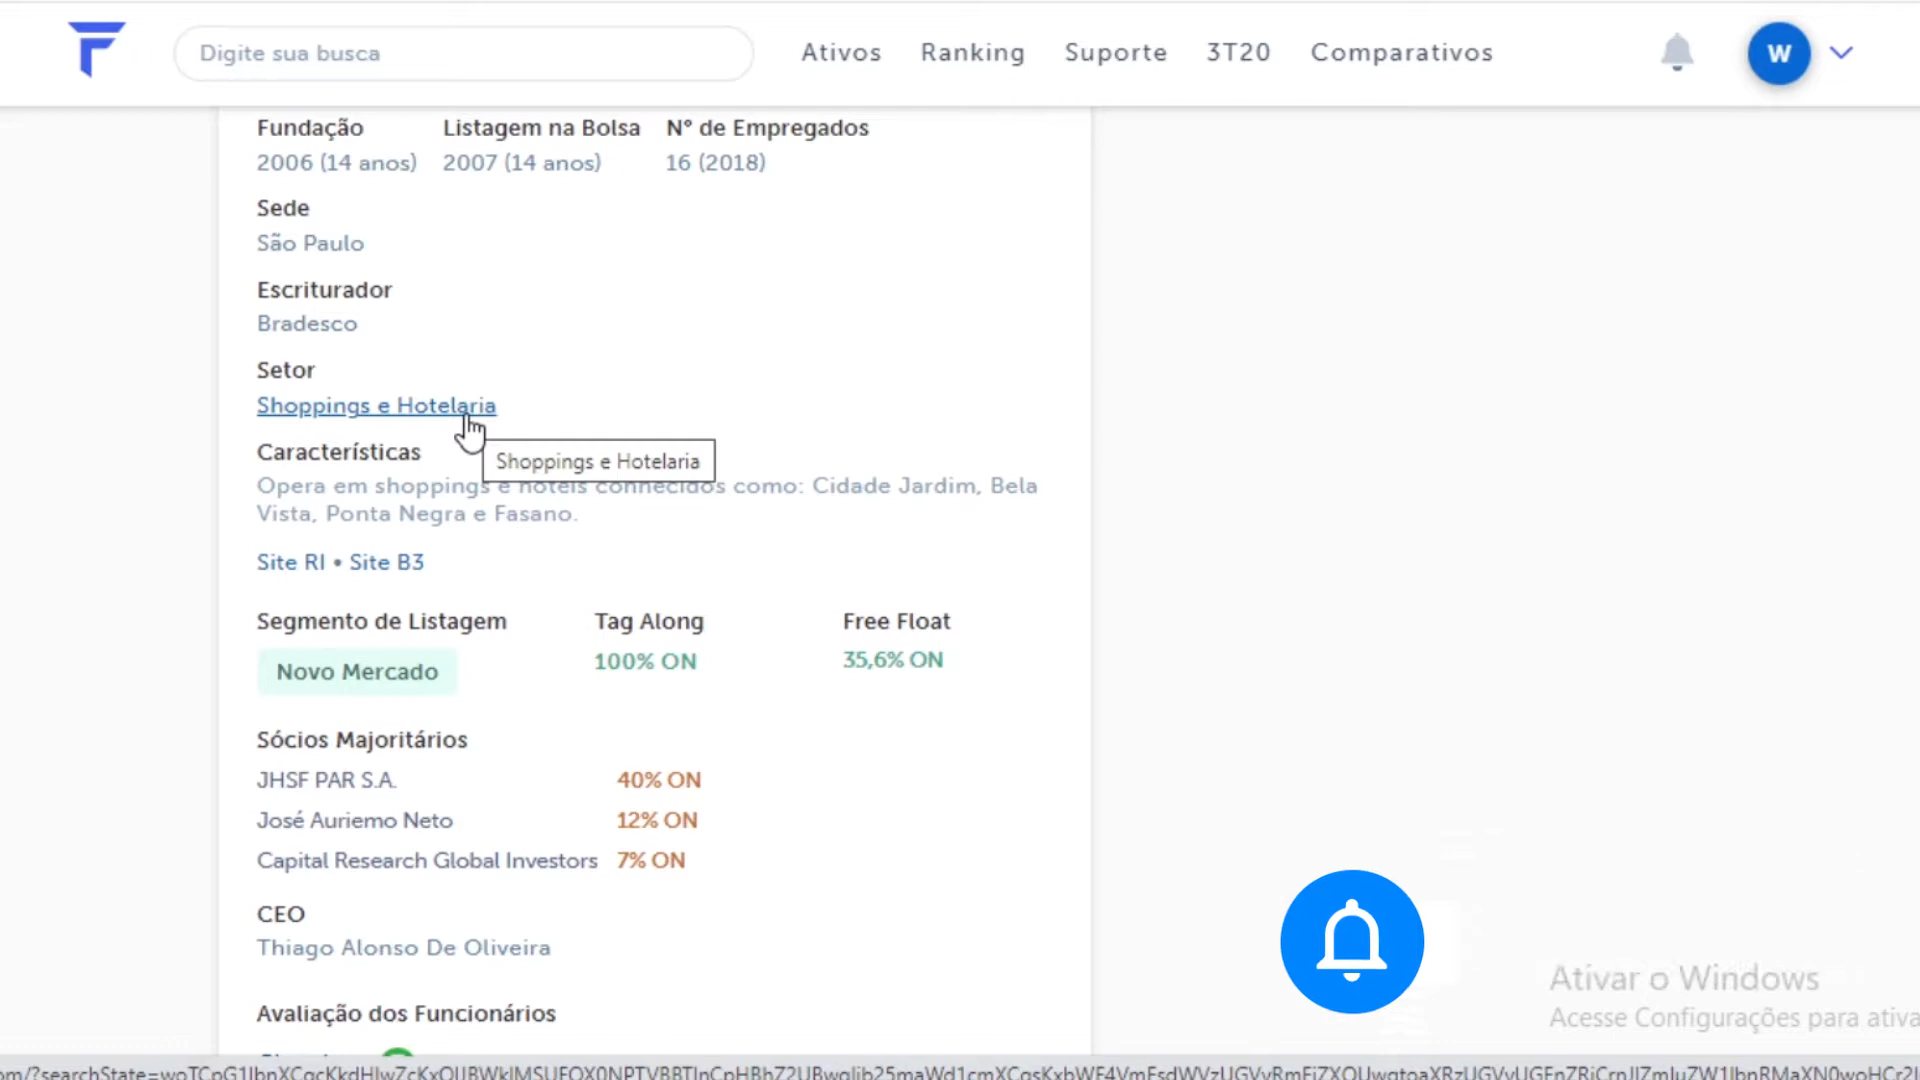 Digite sua busca
Ativos Ranking Suporte 3T20 Comparativos
W
Fundação Listagem na Bolsa N° de Empregados
2006 (14 anos) 2007 (14 anos) 16 (2018)
Sede
São Paulo
Escriturador
Bradesco
Setor
Shoppings e Hotelaria
Características
Shoppings e Hotelaria
Opera em shoppings e hotéis conhecidos como: Cidade Jardim, Bela
Vista, Ponta Negra e Fasano.
Site RI • Site B3
Segmento de Listagem Tag Along Free Float
Novo Mercado 100% ON 35,6% ON
Sócios Majoritários
JHSF PAR S.A. 40% ON
José Auriemo Neto 12% ON
Capital Research Global Investors 7% ON
CEO
Thiago Alonso De Oliveira
Avaliação dos Funcionários
Ativar o Windows
Acesse Configurações para ativa